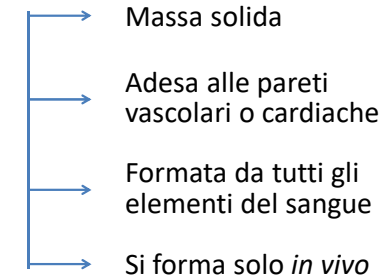 Massa solida
Adesa alle pareti
vascolari o cardiache
Formata da tutti gli
elementi del sangue
Si forma solo in vivo